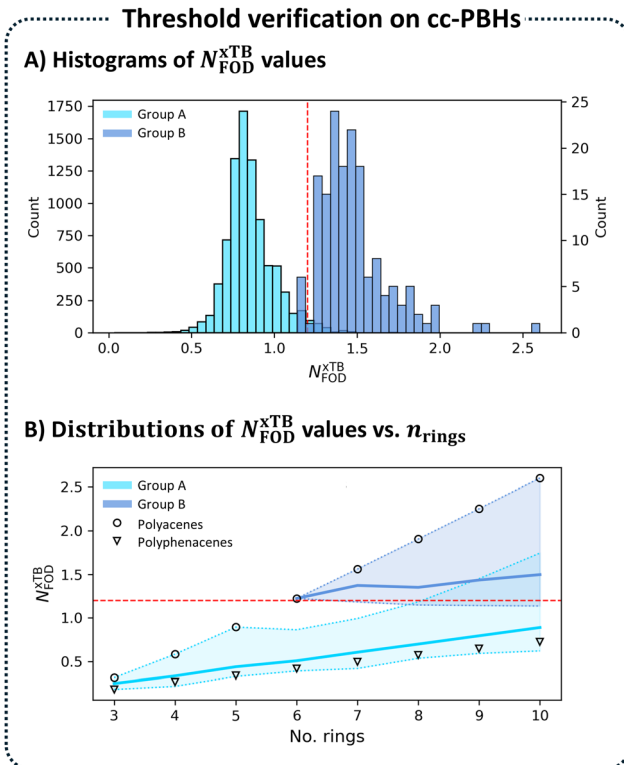 Threshold verification on cc-PBHs
A) Histograms of N_FOD^xTB values
Group A
Group B
1750
1500
1250
1000
750
500
250
0
Count
25
20
15
10
5
0
Count
0.0 0.5 1.0 1.5 2.0 2.5
N_FOD^xTB
B) Distributions of N_FOD^xTB values vs. n_rings
Group A
Group B
Polyacenes
Polyphenacenes
2.5
2.0
1.5
1.0
0.5
N_FOD^xTB
3 4 5 6 7 8 9 10
No. rings